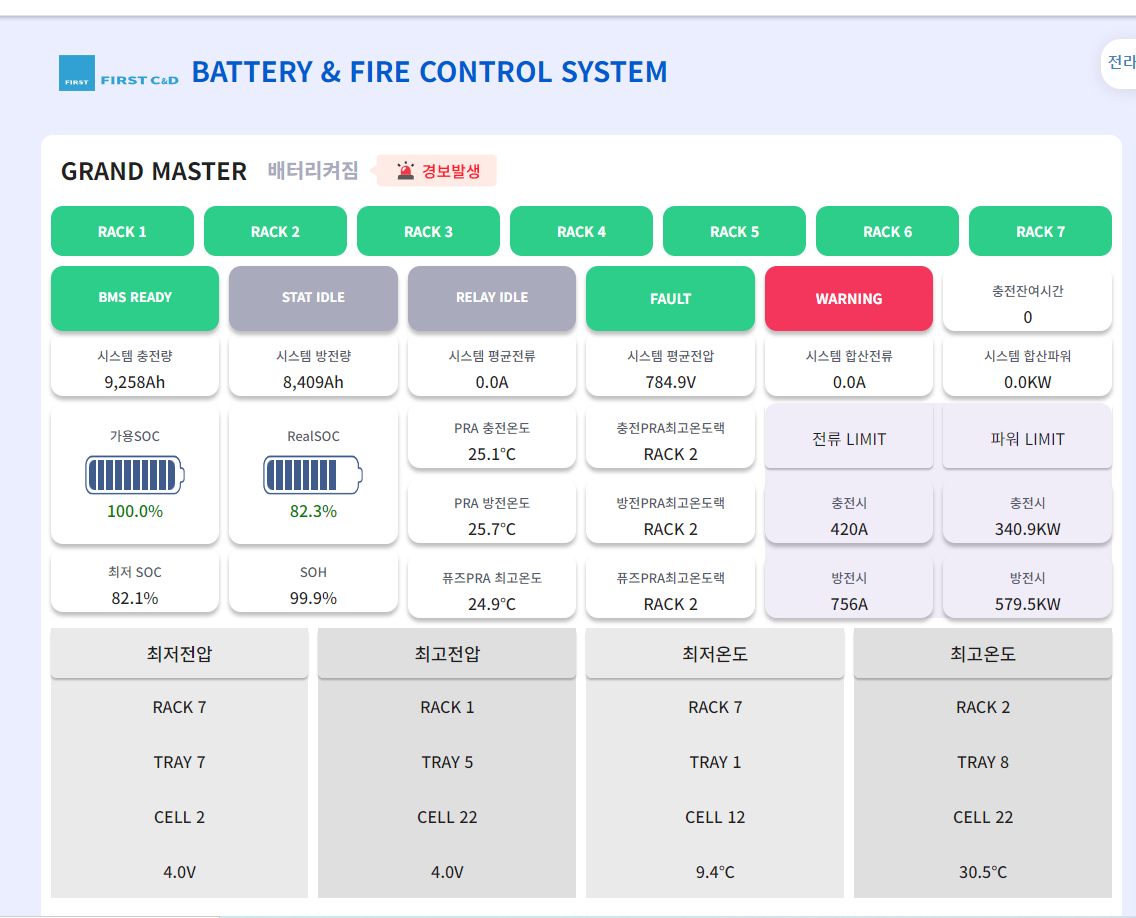 FIRST
FIRST C&D
BATTERY & FIRE CONTROL SYSTEM
전라
GRAND MASTER 배터리켜짐 경보발생
RACK 1 RACK 2 RACK 3 RACK 4 RACK 5 RACK 6 RACK 7
BMS READY STAT IDLE RELAY IDLE FAULT WARNING 충전잔여시간
0
시스템 충전량 시스템 방전량 시스템 평균전류 시스템 평균전압 시스템 합산전류 시스템 합산파워
9,258Ah 8,409Ah 0.0A 784.9V 0.0A 0.0KW
가용SOC RealSOC PRA 충전온도 충전PRA최고온도랙 전류 LIMIT 파워 LIMIT
25.1℃ RACK 2
100.0% 82.3% PRA 방전온도 방전PRA최고온도랙 충전시 충전시
25.7℃ RACK 2 420A 340.9KW
최저 SOC SOH 퓨즈PRA 최고온도 퓨즈PRA최고온도랙 방전시 방전시
82.1% 99.9% 24.9℃ RACK 2 756A 579.5KW
최저전압 최고전압 최저온도 최고온도
RACK 7 RACK 1 RACK 7 RACK 2
TRAY 7 TRAY 5 TRAY 1 TRAY 8
CELL 2 CELL 22 CELL 12 CELL 22
4.0V 4.0V 9.4℃ 30.5℃